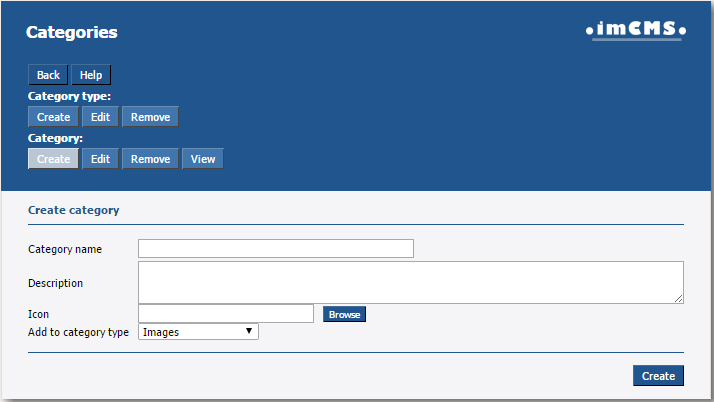 Categories
•imCMS•
Back Help
Category type:
Create Edit Remove
Category:
Create Edit Remove View
Create category
Category name
Description
Icon Browse
Add to category type Images
Create